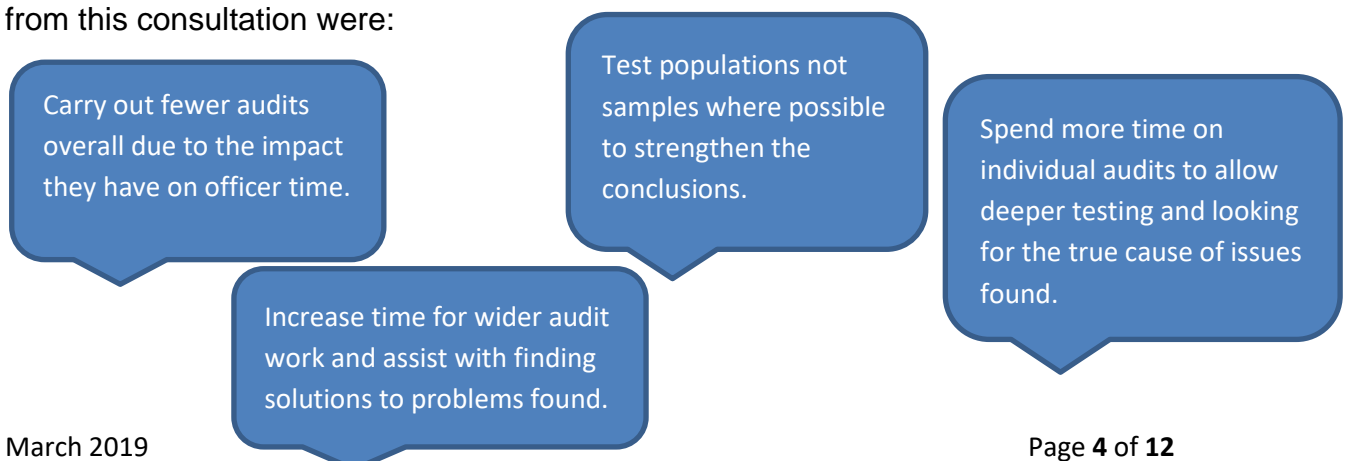 from this consultation were:
Carry out fewer audits
overall due to the impact
they have on officer time.
Test populations not
samples where possible
to strengthen the
conclusions.
Spend more time on
individual audits to allow
deeper testing and looking
for the true cause of issues
found.
Increase time for wider audit
work and assist with finding
solutions to problems found.
March 2019
Page 4 of 12